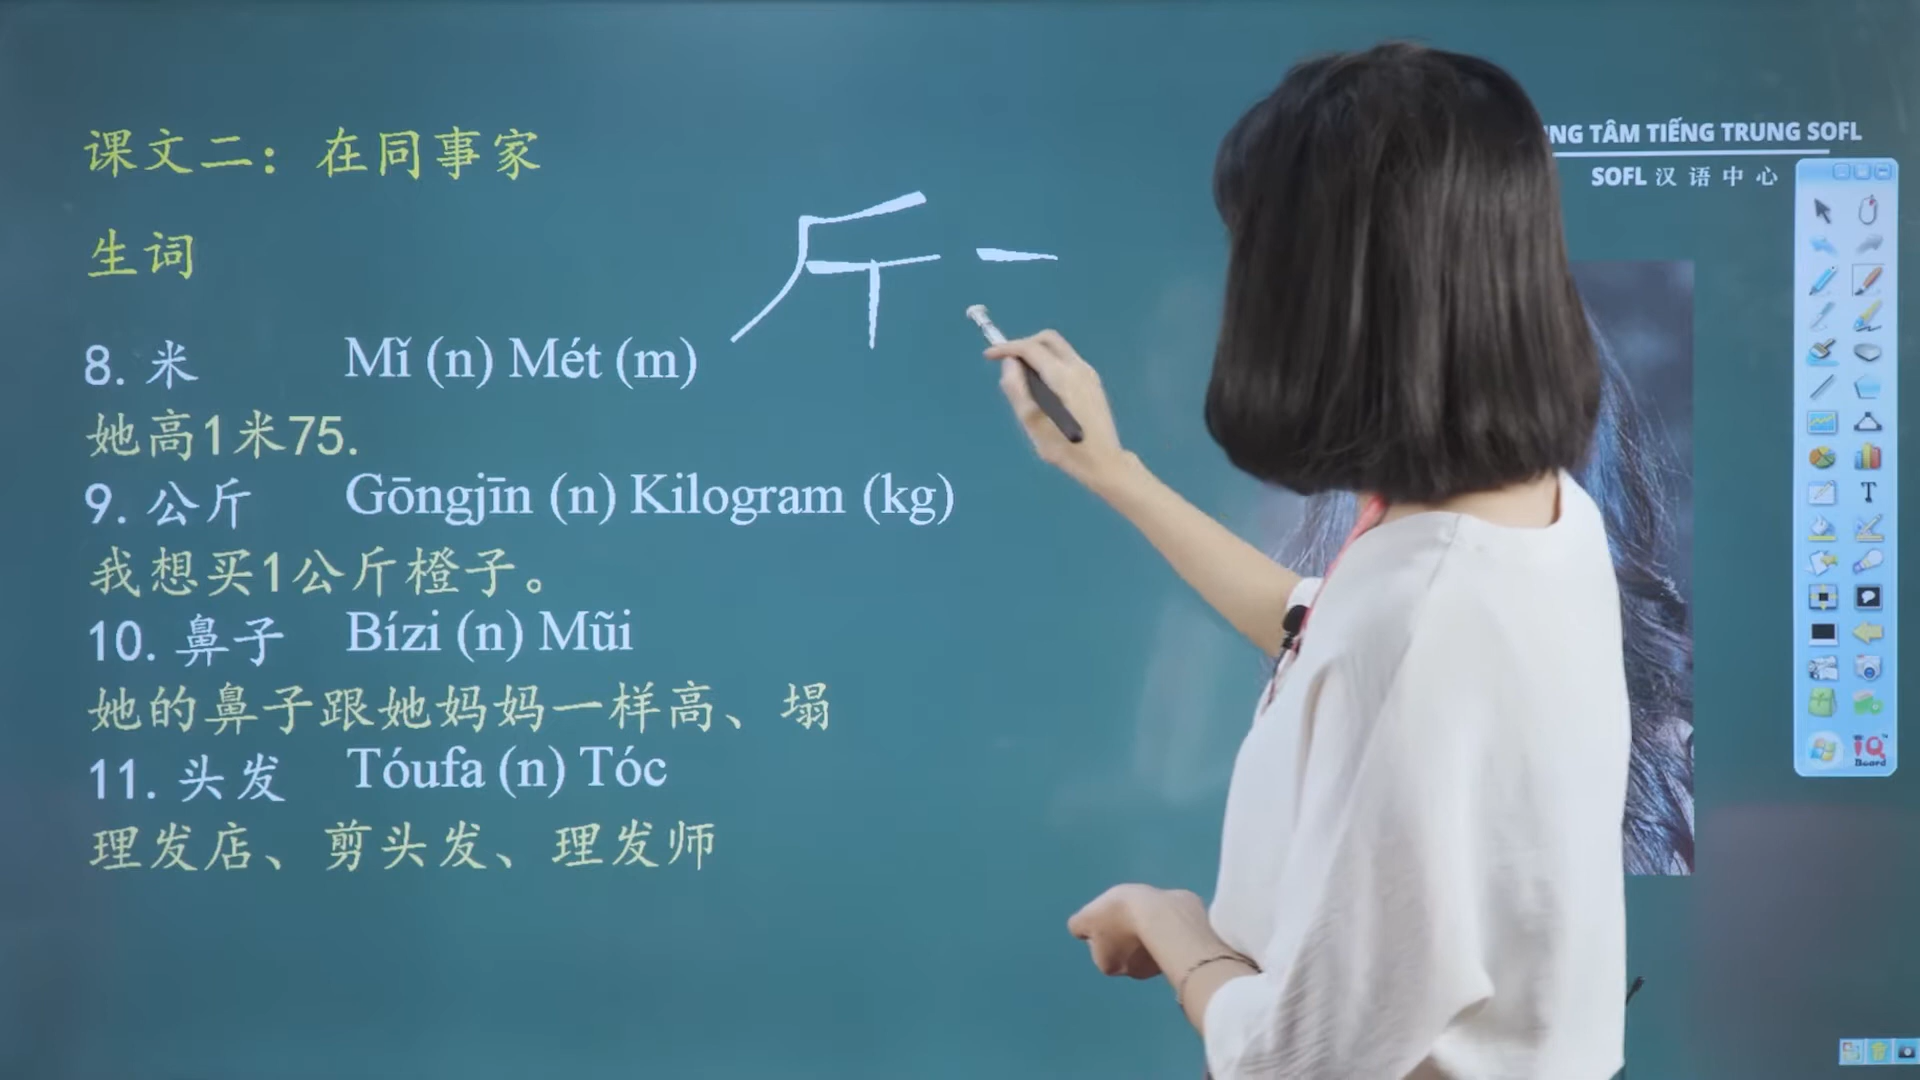 课文二：在同事家
生词
斤 一
8. 米 Mĭ (n) Mét (m)
她高1米75.
9. 公斤 Gōngjīn (n) Kilogram (kg)
我想买1公斤橙子。
10. 鼻子 Bízi (n) Mũi
她的鼻子跟她妈妈一样高、塌
11. 头发 Tóufa (n) Tóc
理发店、剪头发、理发师
NG TÂM TIẾNG TRUNG SOFL
SOFL 汉语中心
T
IQ
Board